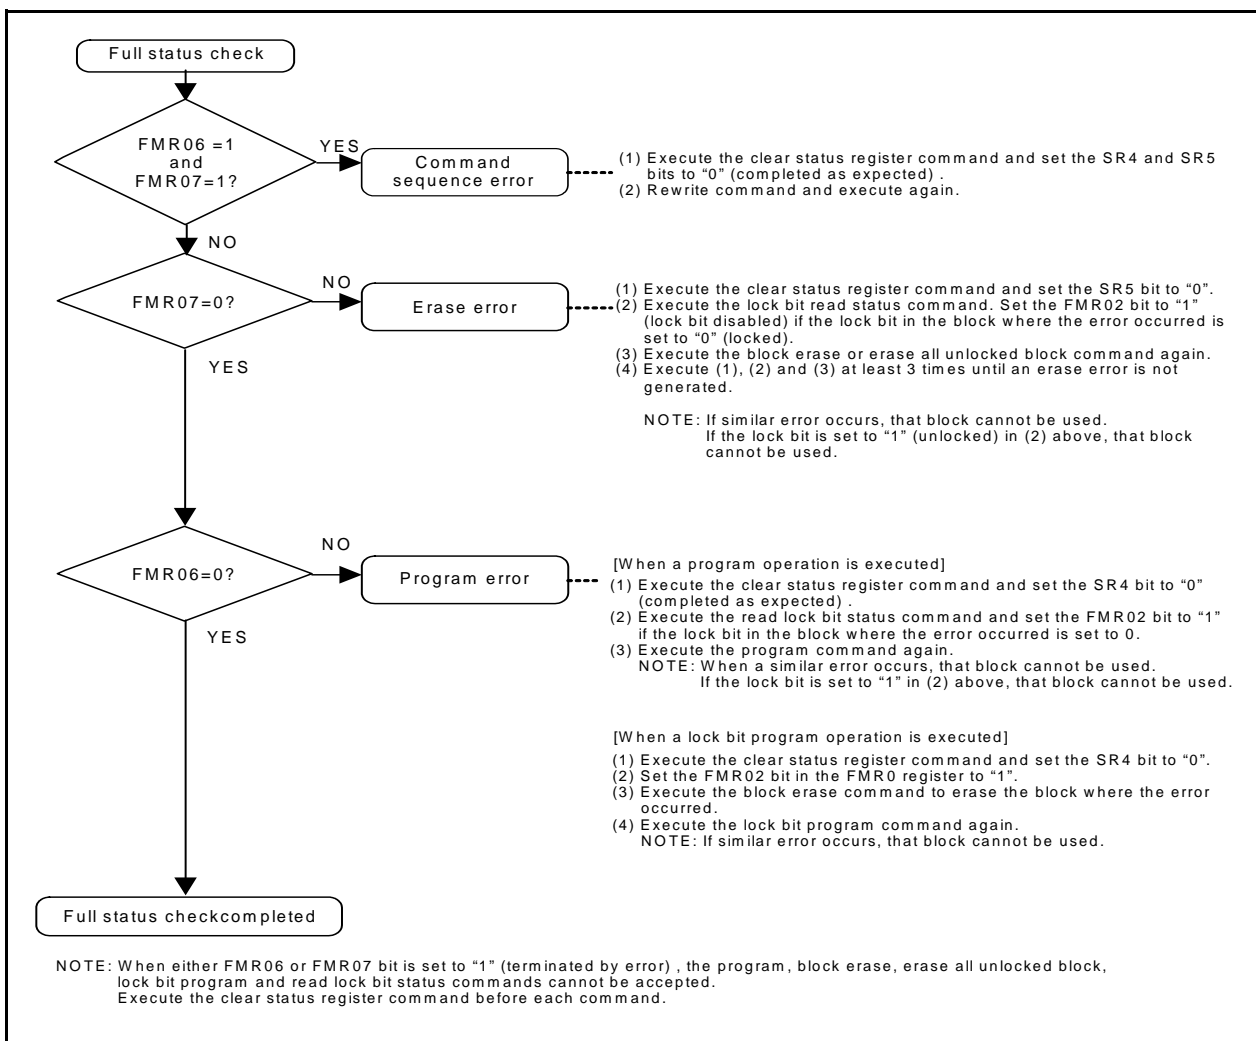 Full status check
FMR06 =1
and
FMR07=1?
YES
Command
sequence error
(1) Execute the clear status register command and set the SR4 and SR5
bits to “0” (completed as expected) .
(2) Rewrite command and execute again.
NO
FMR07=0?
NO
Erase error
(1) Execute the clear status register command and set the SR5 bit to “0”.
(2) Execute the lock bit read status command. Set the FMR02 bit to “1”
(lock bit disabled) if the lock bit in the block where the error occurred is
set to “0” (locked).
(3) Execute the block erase or erase all unlocked block command again.
(4) Execute (1), (2) and (3) at least 3 times until an erase error is not
generated.
NOTE: If similar error occurs, that block cannot be used.
If the lock bit is set to “1” (unlocked) in (2) above, that block
cannot be used.
YES
FMR06=0?
NO
Program error
[When a program operation is executed]
(1) Execute the clear status register command and set the SR4 bit to “0”
(completed as expected) .
(2) Execute the read lock bit status command and set the FMR02 bit to “1”
if the lock bit in the block where the error occurred is set to 0.
(3) Execute the program command again.
NOTE: When a similar error occurs, that block cannot be used.
If the lock bit is set to “1” in (2) above, that block cannot be used.
YES
[When a lock bit program operation is executed]
(1) Execute the clear status register command and set the SR4 bit to “0”.
(2) Set the FMR02 bit in the FMR0 register to “1”.
(3) Execute the block erase command to erase the block where the error
occurred.
(4) Execute the lock bit program command again.
NOTE: If similar error occurs, that block cannot be used.
Full status checkcompleted
NOTE: When either FMR06 or FMR07 bit is set to “1” (terminated by error) , the program, block erase, erase all unlocked block,
lock bit program and read lock bit status commands cannot be accepted.
Execute the clear status register command before each command.